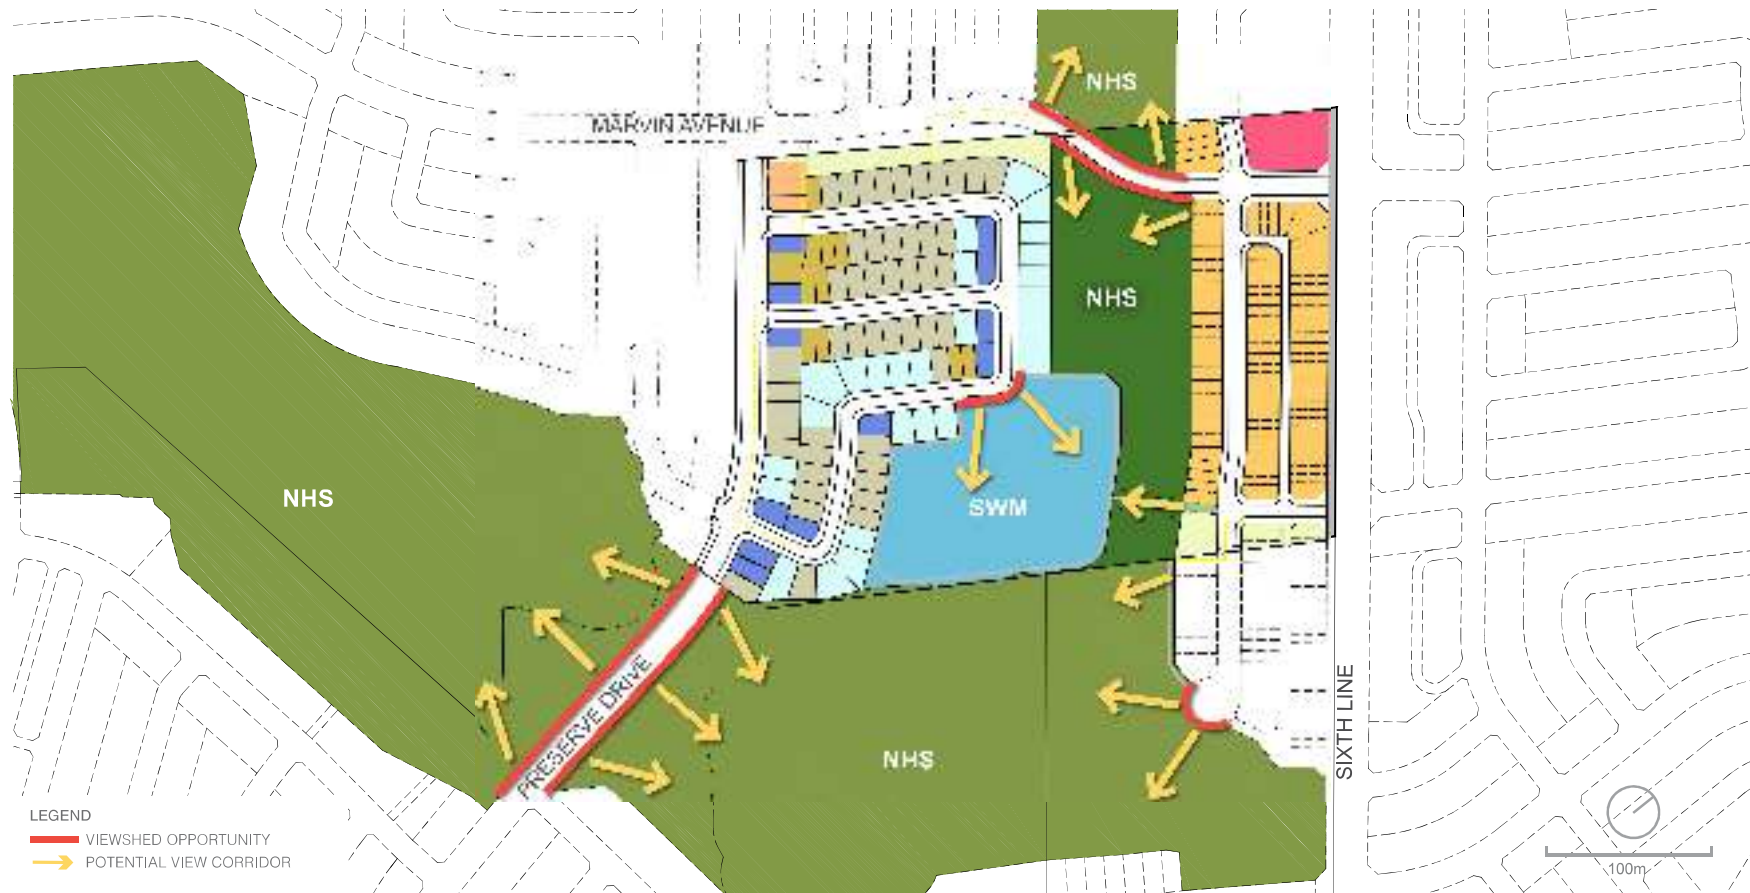 NHS
MARVIN AVENUE
NHS
NHS
SWM
PRESERVE DRIVE
NHS
SIXTH LINE
LEGEND
VIEWSHED OPPORTUNITY
POTENTIAL VIEW CORRIDOR
100m